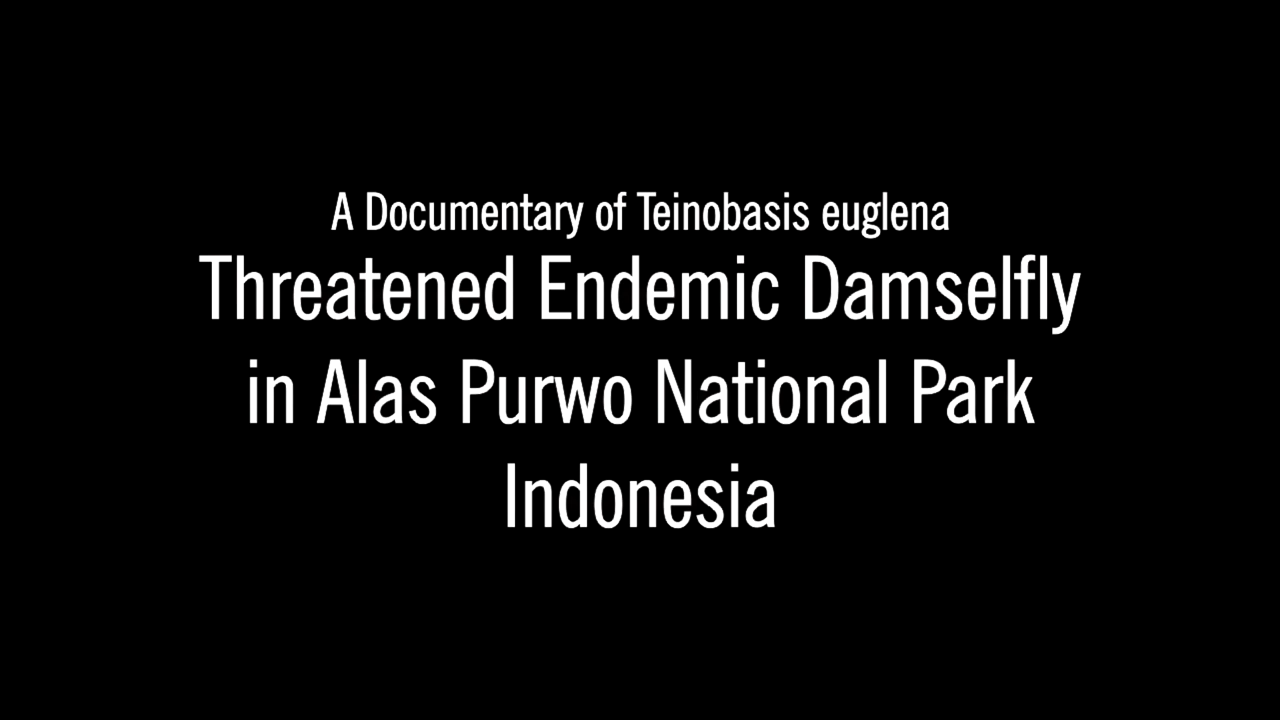 A Documentary of Teinobasis euglena
Threatened Endemic Damselfly
in Alas Purwo National Park
Indonesia